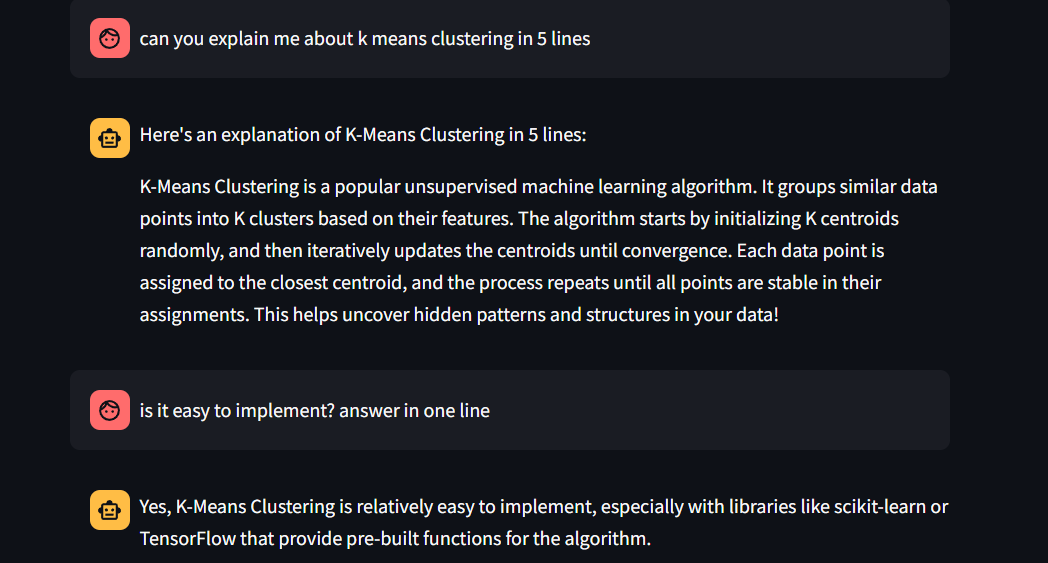 can you explain me about k means clustering in 5 lines
Here's an explanation of K-Means Clustering in 5 lines:
K-Means Clustering is a popular unsupervised machine learning algorithm. It groups similar data
points into K clusters based on their features. The algorithm starts by initializing K centroids
randomly, and then iteratively updates the centroids until convergence. Each data point is
assigned to the closest centroid, and the process repeats until all points are stable in their
assignments. This helps uncover hidden patterns and structures in your data!
is it easy to implement? answer in one line
Yes, K-Means Clustering is relatively easy to implement, especially with libraries like scikit-learn or
TensorFlow that provide pre-built functions for the algorithm.